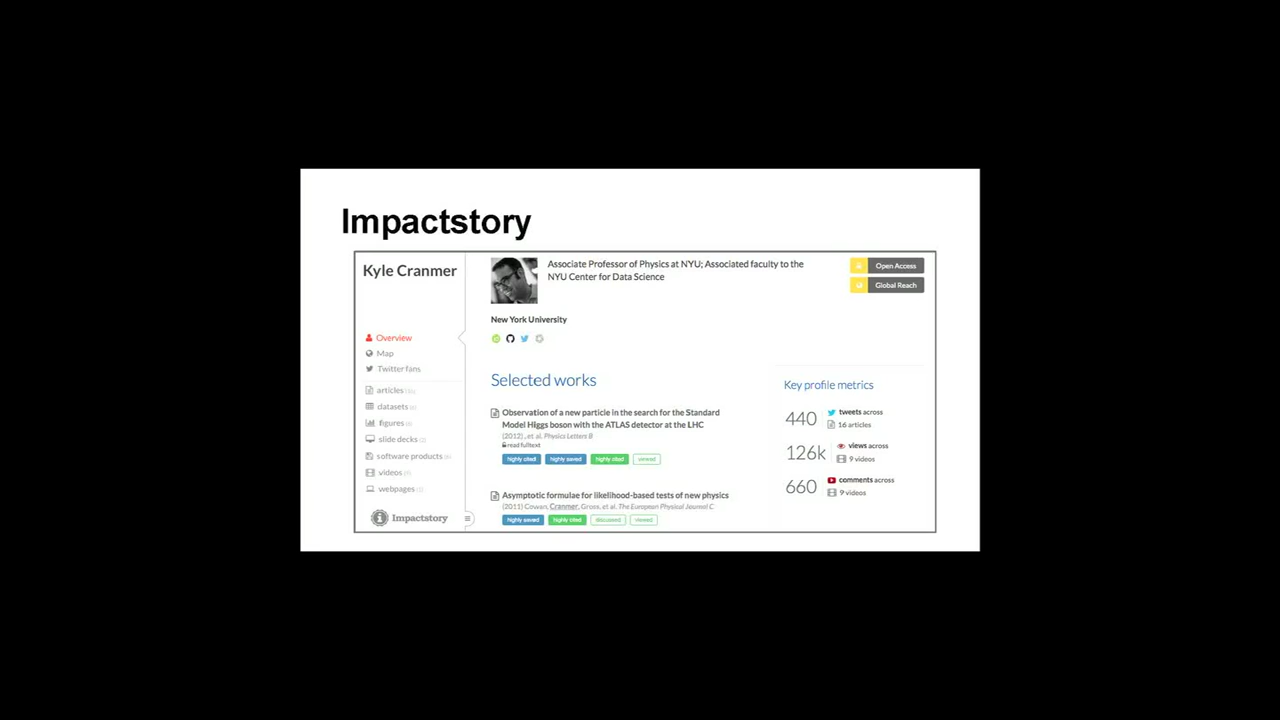 Impactstory
Kyle Cranmer
Overview
Map
Twitter fans
articles
datasets
figures
slide decks
software products
videos
webpages
Impactstory
Associate Professor of Physics at NYU; Associated faculty to the
NYU Center for Data Science
New York University
Open Access
Global Reach
Selected works
Observation of a new particle in the search for the Standard
Model Higgs boson with the ATLAS detector at the LHC
(2012) , et. al. Physics Letters B
read fulltext
highly cited highly saved highly cited viewed
Asymptotic formulae for likelihood-based tests of new physics
(2011) Cowan, Cranmer, Gross, et al. The European Physical Journal C
highly saved highly cited discussed viewed
Key profile metrics
440 tweets across
16 articles
126k views across
9 videos
660 comments across
9 videos